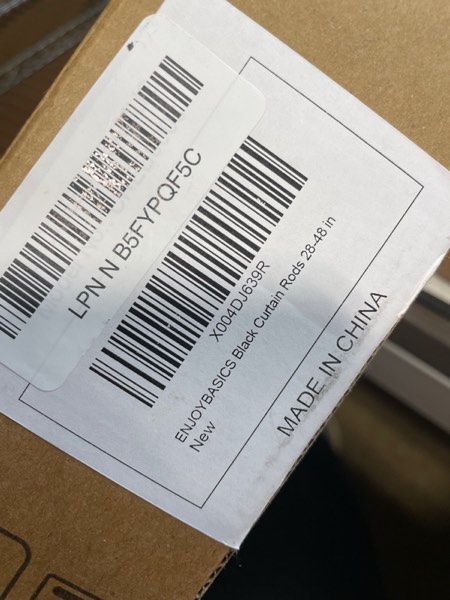 LPN N B5FYPQF5C
X004DJ639R
ENJOYBASICS Black Curtain Rods 28-48 in
New
MADE IN CHINA